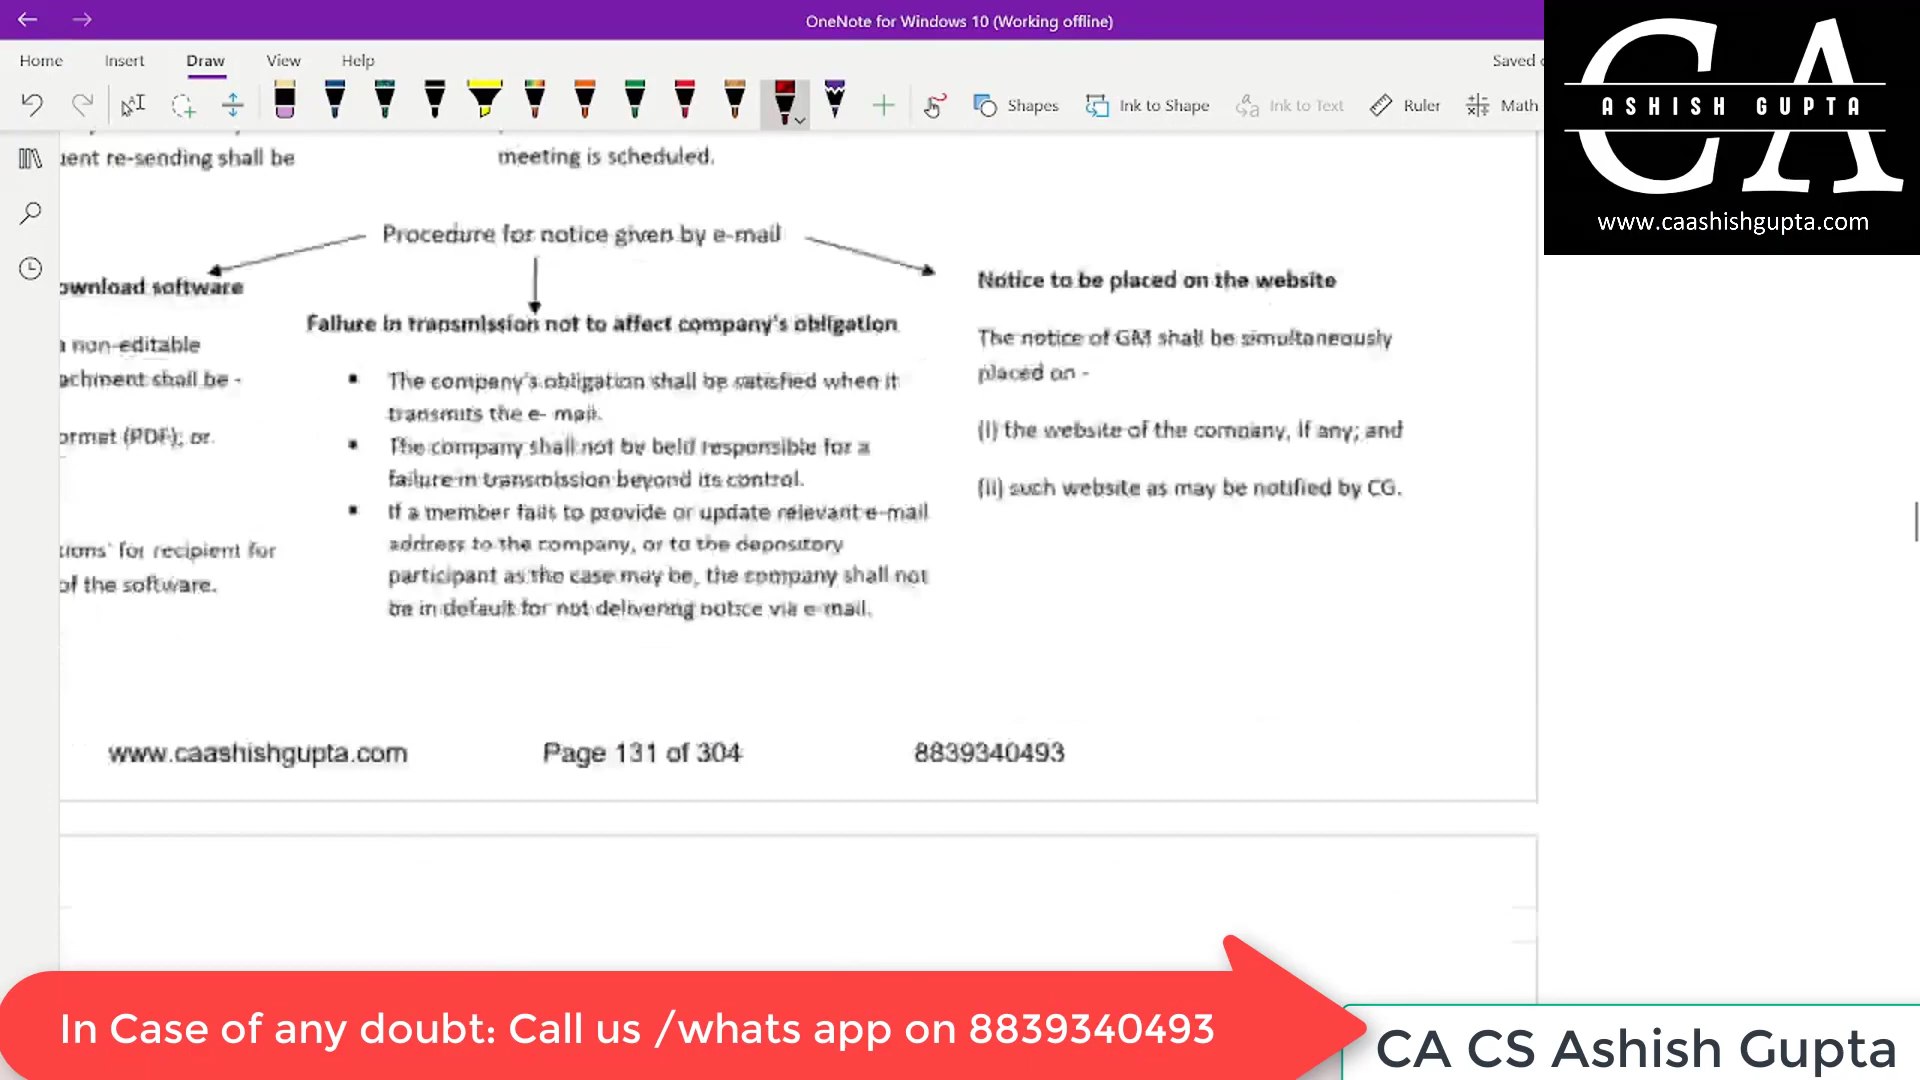 OneNote for Windows 10 (Working offline)
Home Insert Draw View Help Saved
Shapes Ink to Shape Ink to Text Ruler Math
CA
ASHISH GUPTA
www.caashishgupta.com
uent re-sending shall be
meeting is scheduled.
Procedure for notice given by e-mail
ownload software
non-editable
achment shall be -
ormat (PDF); or
tions' for recipient for
of the software.
Failure in transmission not to affect company's obligation
▪ The company's obligation shall be satisfied when it
transmits the e- mail.
▪ The company shall not be held responsible for a
failure in transmission beyond its control.
▪ If a member fails to provide or update relevant e-mail
address to the company, or to the depository
participant as the case may be, the company shall not
be in default for not delivering notice via e-mail.
Notice to be placed on the website
The notice of GM shall be simultaneously
placed on -
(i) the website of the company, if any; and
(ii) such website as may be notified by CG.
www.caashishgupta.com Page 131 of 304 8839340493
In Case of any doubt: Call us /whats app on 8839340493
CA CS Ashish Gupta